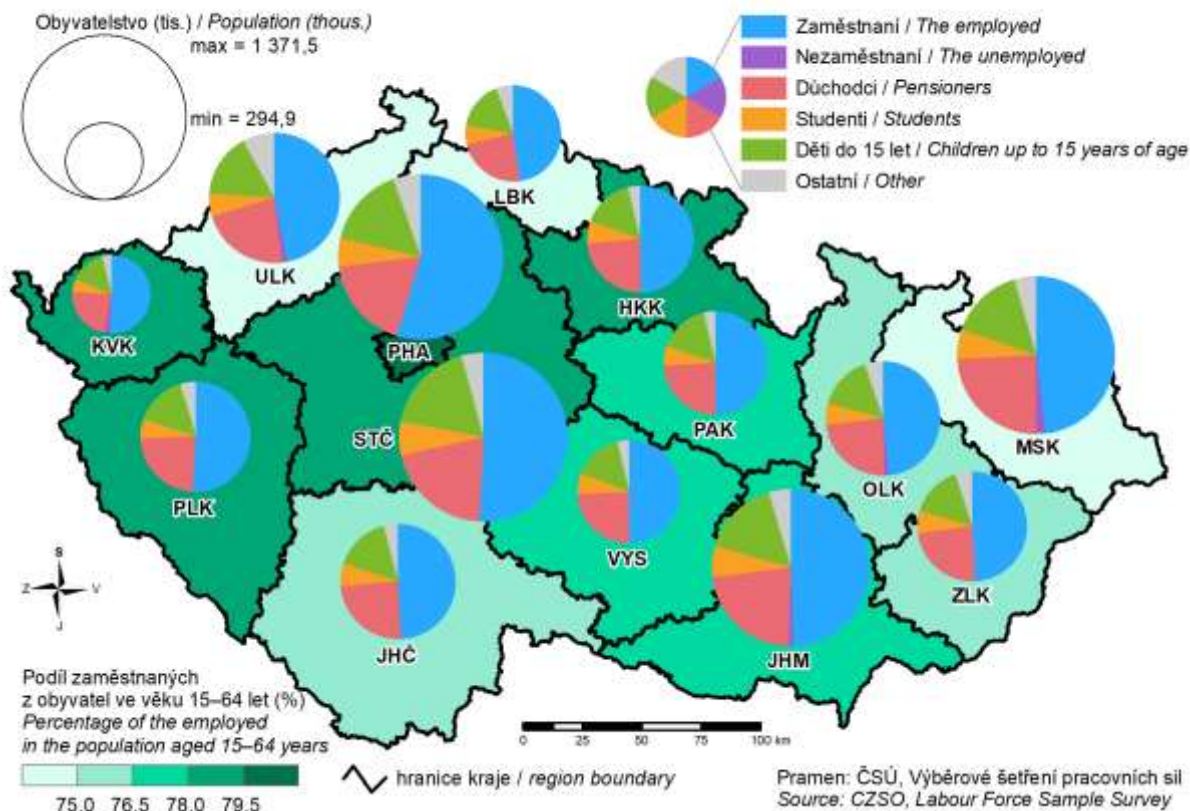 Obyvatelstvo (tis.) / Population (thous.)
max = 1 371,5
min = 294,9
Zaměstnaní / The employed
Nezaměstnaní / The unemployed
Důchodci / Pensioners
Studenti / Students
Děti do 15 let / Children up to 15 years of age
Ostatní / Other
LBK
ULK
HKK
KVK
PHA
STČ
PAK
MSK
OLK
PLK
VYS
ZLK
JHČ
JHM
S
Z V
J
Podíl zaměstnaných
z obyvatel ve věku 15–64 let (%)
Percentage of the employed
in the population aged 15–64 years
75.0 76.5 78.0 79.5
0 25 50 75 100 km
hranice kraje / region boundary
Pramen: ČSÚ, Výběrové šetření pracovních sil
Source: CZSO, Labour Force Sample Survey